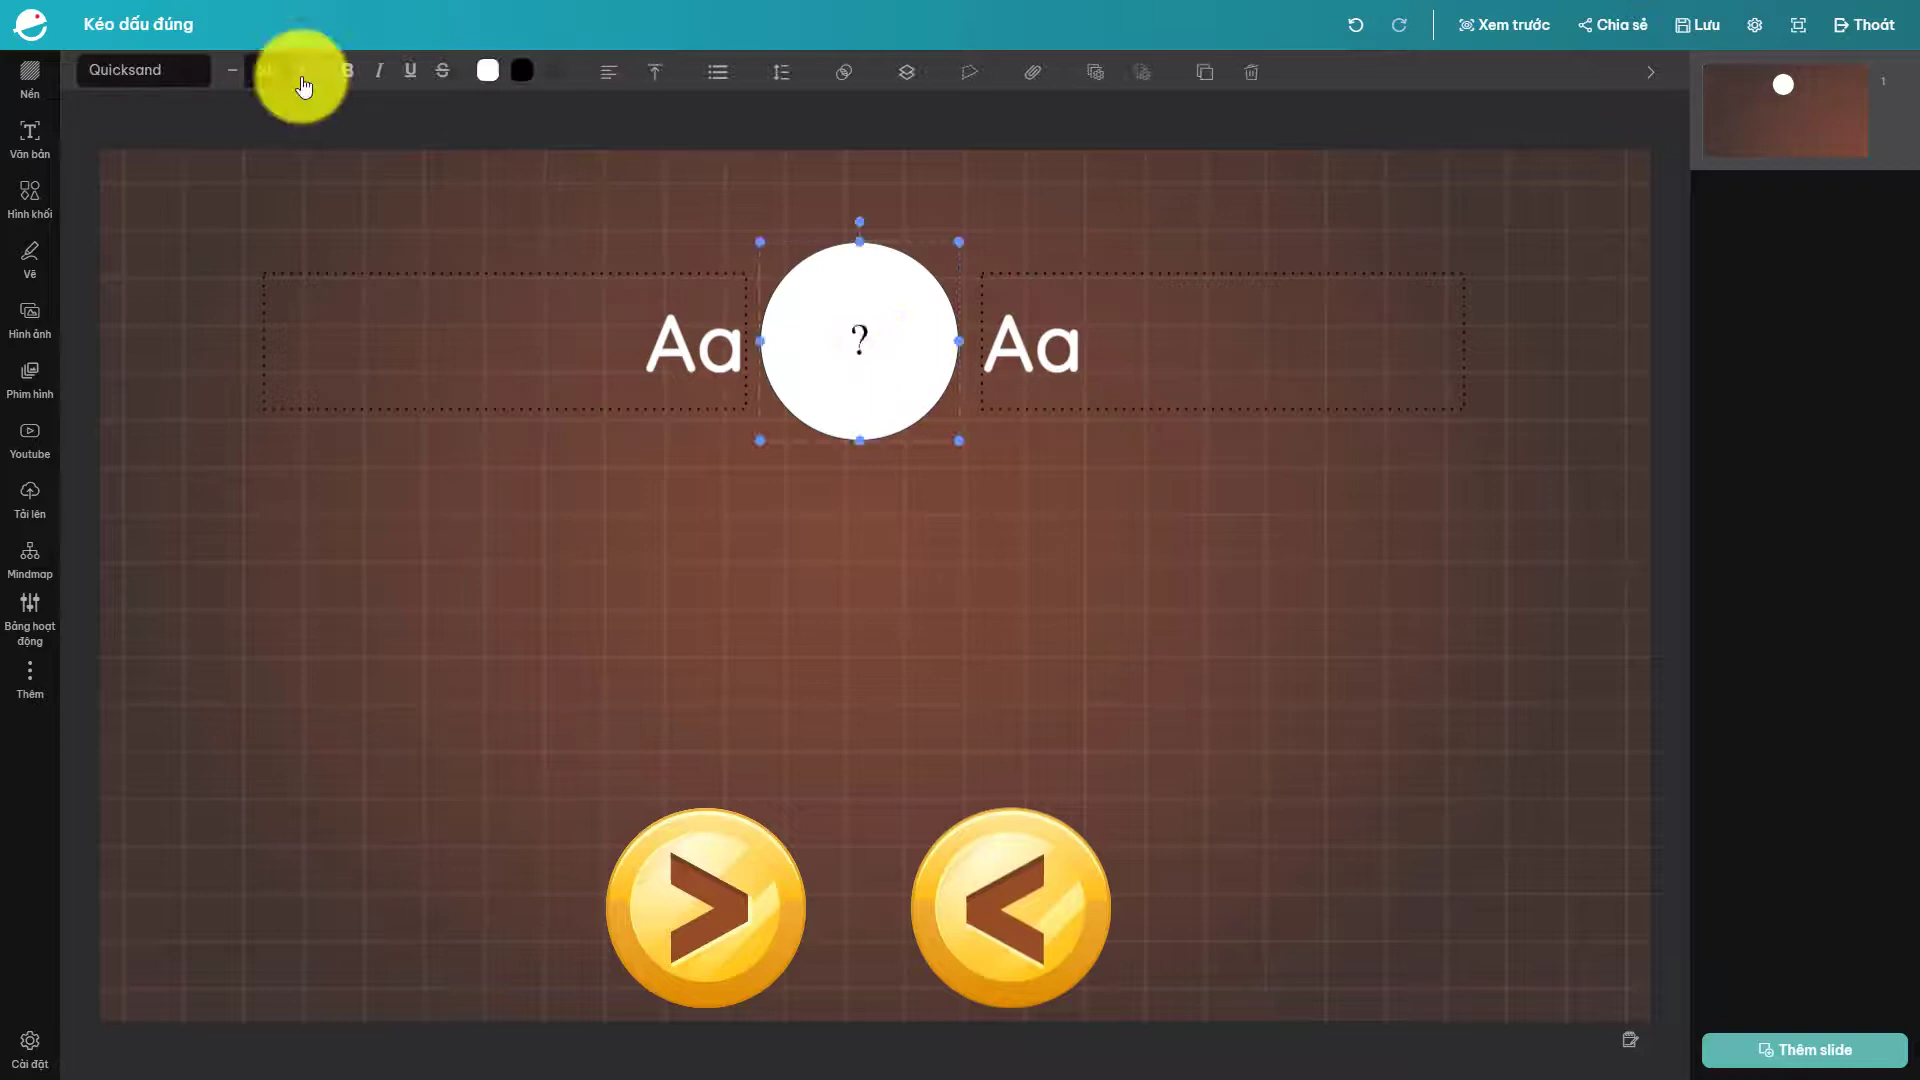 Kéo dấu đúng
Xem trước
Chia sẻ
Lưu
Thoát
Quicksand
B I U S
Nền
Văn bản
Hình khối
Vẽ
Hình ảnh
Phim hình
Youtube
Tải lên
Mindmap
Bảng hoạt
động
Thêm
Cài đặt
Aa
?
Aa
>
<
1
Thêm slide